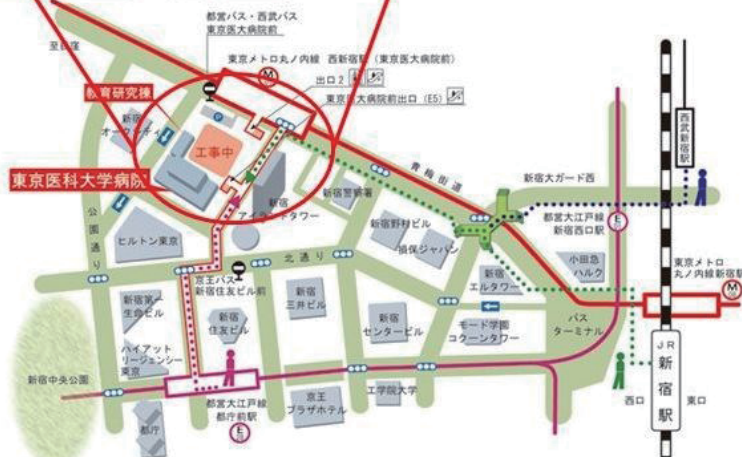 都営バス・西武バス
東京医大病院前
東京メトロ丸ノ内線 西新宿駅(東京医大病院前)
M
出口2
東京医大病院前出口(E5)
教育研究棟
新宿
工事中
東京医科大学病院
新宿
アイランドタワー
新宿警察署
青梅街道
新宿大ガード西
西武新宿駅
公園通り
ヒルトン東京
新宿野村ビル
損保ジャパン
都営大江戸線
新宿西口駅
E
小田急
ハルク
東京メトロ
丸ノ内線新宿駅
M
北通り
京王バス
新宿住友ビル前
新宿
エルタワー
新宿第一
生命ビル
新宿
住友ビル
新宿
三井ビル
新宿
センタービル
モード学園
コクーンタワー
バス
ターミナル
ハイアット
リージェンシー
東京
新宿中央公園
JR
新宿駅
西口
東口
都営大江戸線
都庁前駅
E
都庁
京王
プラザホテル
工学院大学